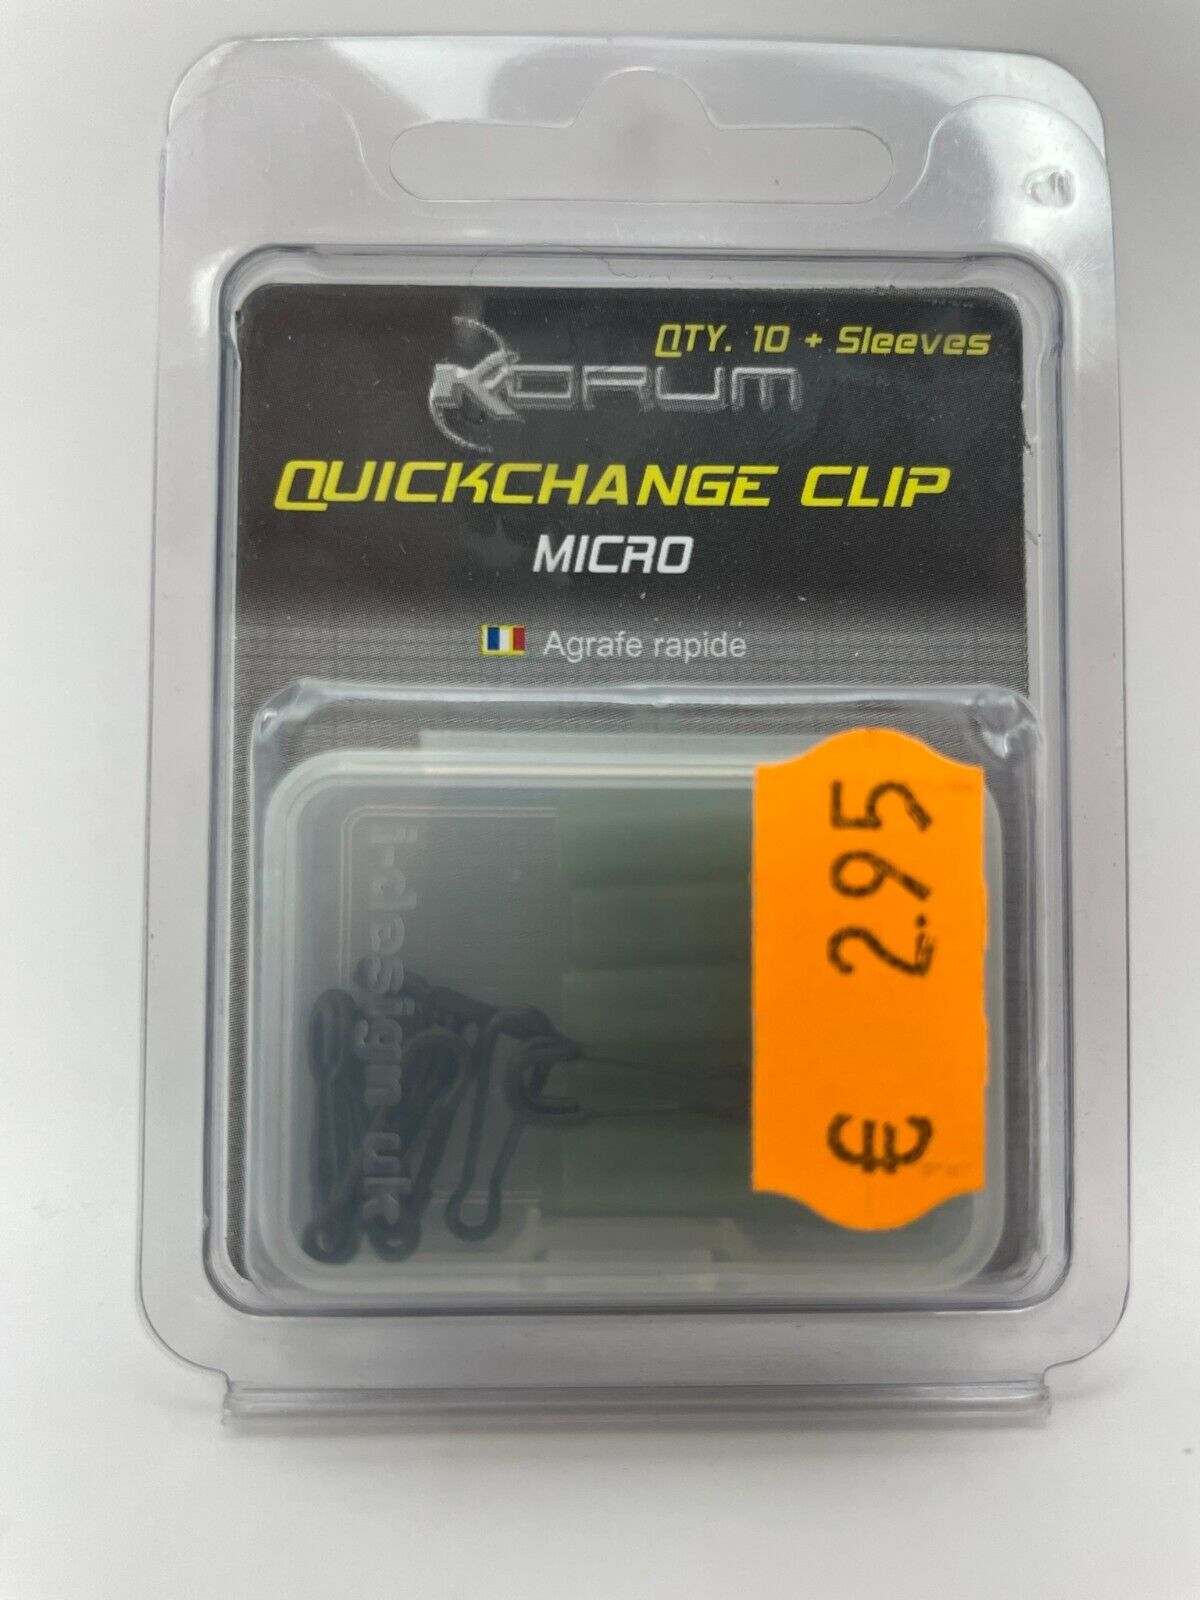 QTY. 10 + Sleeves
KORUM
QUICKCHANGE CLIP
MICRO
Agrafe rapide
i-design-uk
€ 2.95